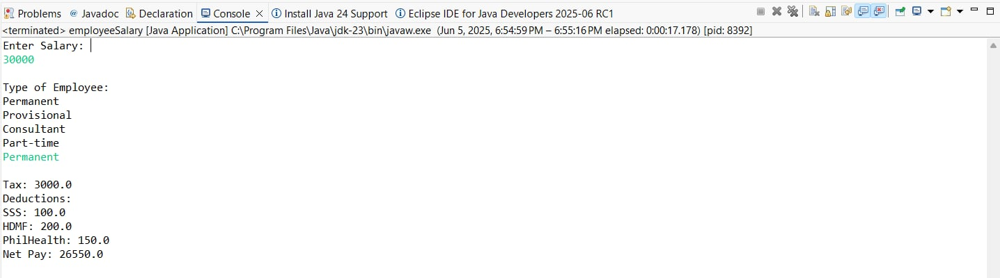 Problems @ Javadoc Declaration Console Install Java 24 Support Eclipse IDE for Java Developers 2025-06 RC1
<terminated> employeeSalary [Java Application] C:\Program Files\Java\jdk-23\bin\javaw.exe (Jun 5, 2025, 6:54:59 PM – 6:55:16 PM elapsed: 0:00:17.178) [pid: 8392]
Enter Salary:
30000
Type of Employee:
Permanent
Provisional
Consultant
Part-time
Permanent
Tax: 3000.0
Deductions:
SSS: 100.0
HDMF: 200.0
PhilHealth: 150.0
Net Pay: 26550.0